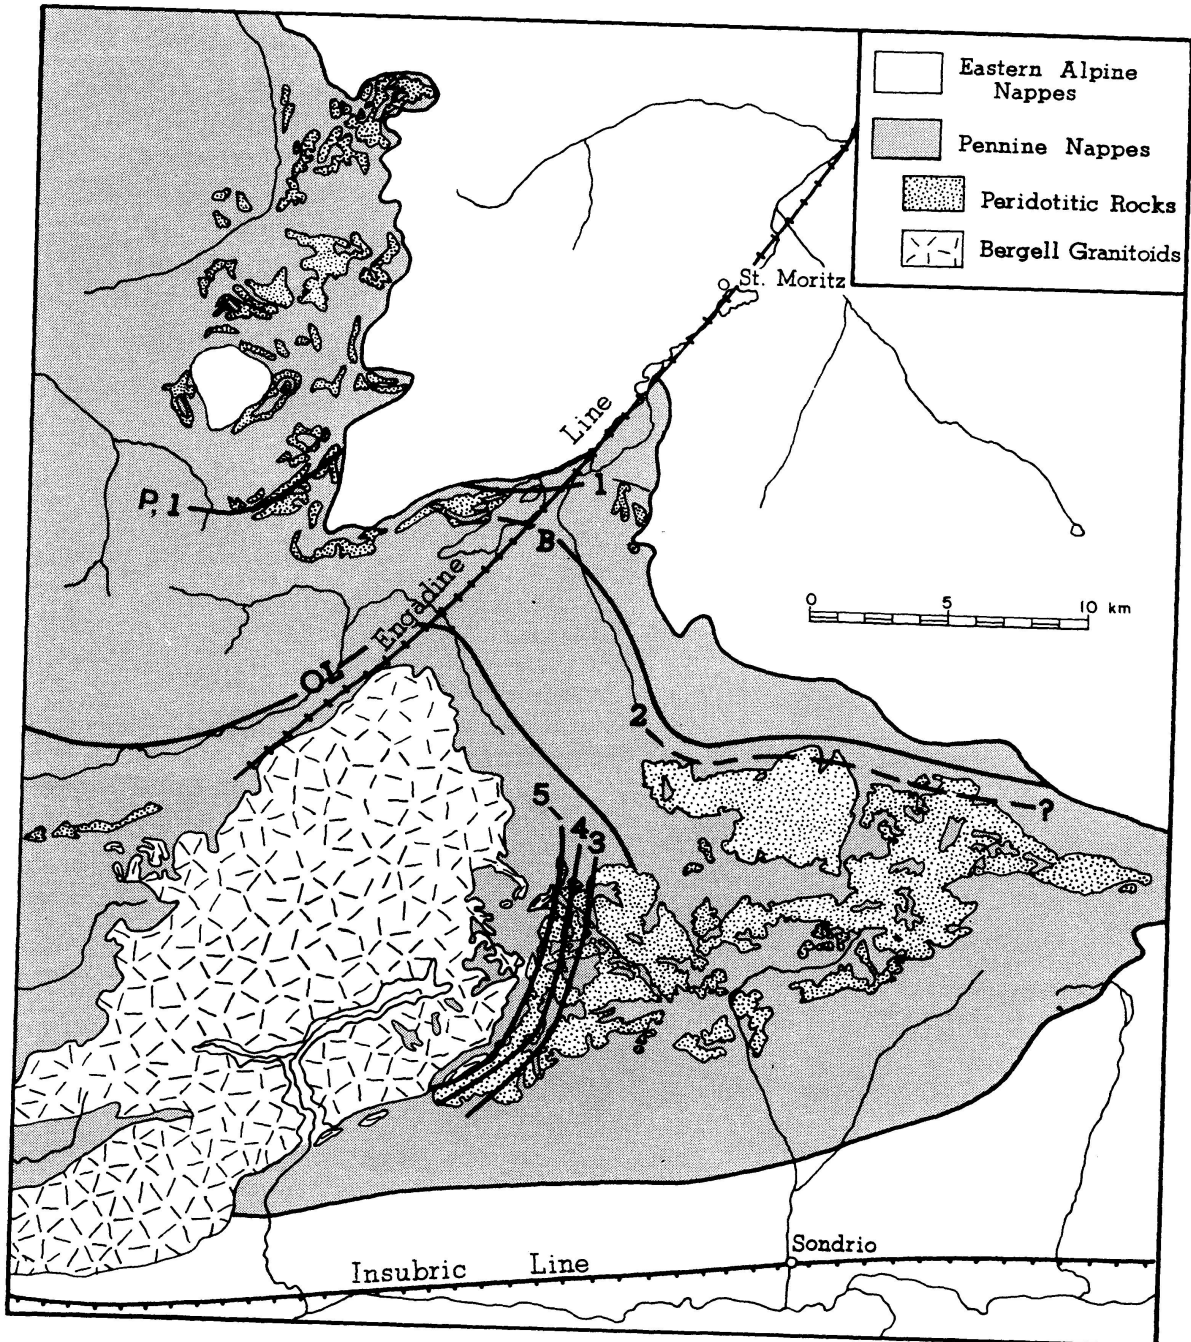 Eastern Alpine
Nappes
Pennine Nappes
Peridotitic Rocks
Bergell Granitoids
St. Moritz
Line
P, 1
1
B
Engadine
0 5 10 km
OL
2
5
4
3
?
Sondrio
Insubric Line